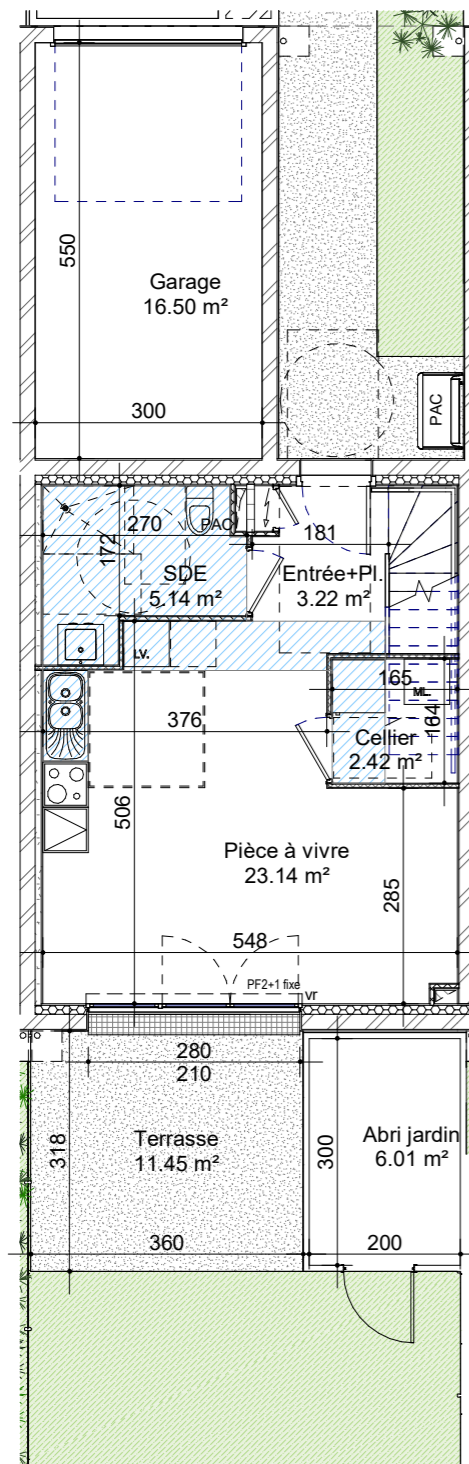 550
Garage
16.50 m²
300
PAC
270
PAC
181
172
SDE
5.14 m²
Entrée+Pl.
3.22 m²
LV.
165
ML.
376
164
Cellier
2.42 m²
506
Pièce à vivre
23.14 m²
285
548
PF2+1 fixe
vr
280
210
318
Terrasse
11.45 m²
300
Abri jardin
6.01 m²
360
200